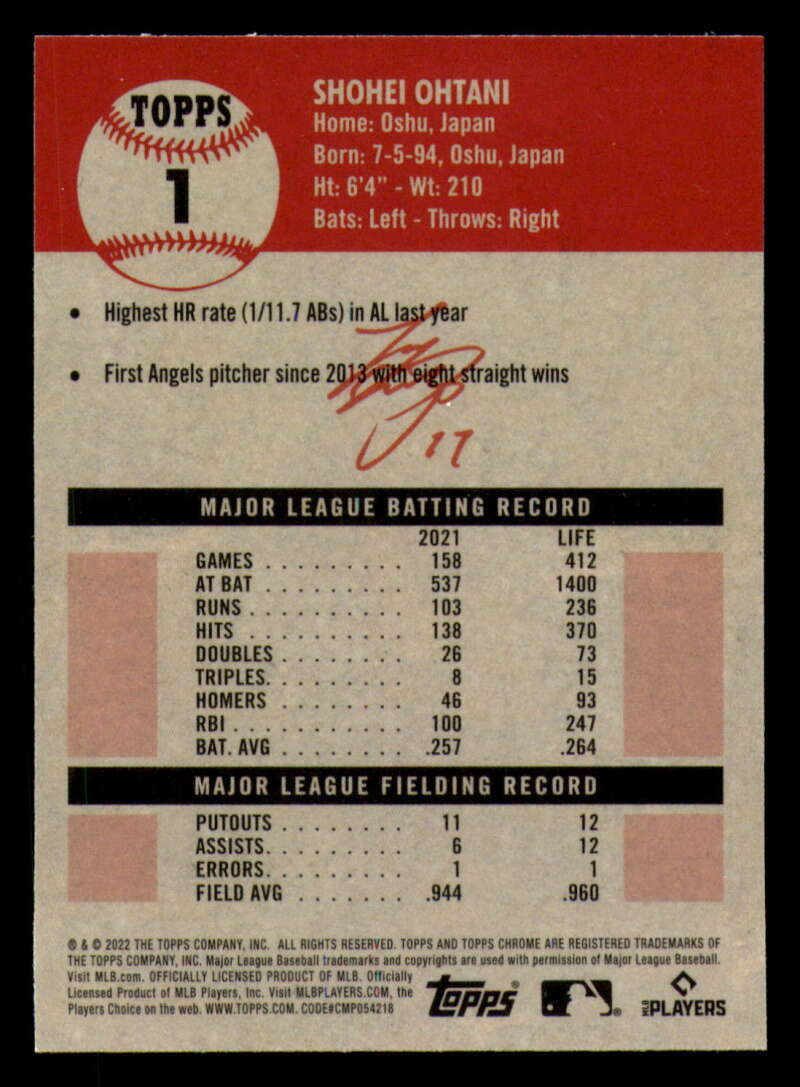 TOPPS
1
SHOHEI OHTANI
Home: Oshu, Japan
Born: 7-5-94, Oshu, Japan
Ht: 6'4" - Wt: 210
Bats: Left - Throws: Right
• Highest HR rate (1/11.7 ABs) in AL last year
• First Angels pitcher since 2013 with eight straight wins
17
MAJOR LEAGUE BATTING RECORD
2021 LIFE
GAMES . . . . . . . . . 158 412
AT BAT . . . . . . . . . 537 1400
RUNS . . . . . . . . . . 103 236
HITS . . . . . . . . . . 138 370
DOUBLES . . . . . . . . 26 73
TRIPLES. . . . . . . . . 8 15
HOMERS . . . . . . . . 46 93
RBI . . . . . . . . . . . 100 247
BAT. AVG . . . . . . . . .257 .264
MAJOR LEAGUE FIELDING RECORD
PUTOUTS . . . . . . . . 11 12
ASSISTS. . . . . . . . . 6 12
ERRORS. . . . . . . . . 1 1
FIELD AVG . . . . . . . .944 .960
® & © 2022 THE TOPPS COMPANY, INC. ALL RIGHTS RESERVED. TOPPS AND TOPPS CHROME ARE REGISTERED TRADEMARKS OF
THE TOPPS COMPANY, INC. Major League Baseball trademarks and copyrights are used with permission of Major League Baseball.
Visit MLB.com. OFFICIALLY LICENSED PRODUCT OF MLB. Officially
Licensed Product of MLB Players, Inc. Visit MLBPLAYERS.COM, the
Players Choice on the web. WWW.TOPPS.COM. CODE#CMP054218
Topps®
MLB PLAYERS